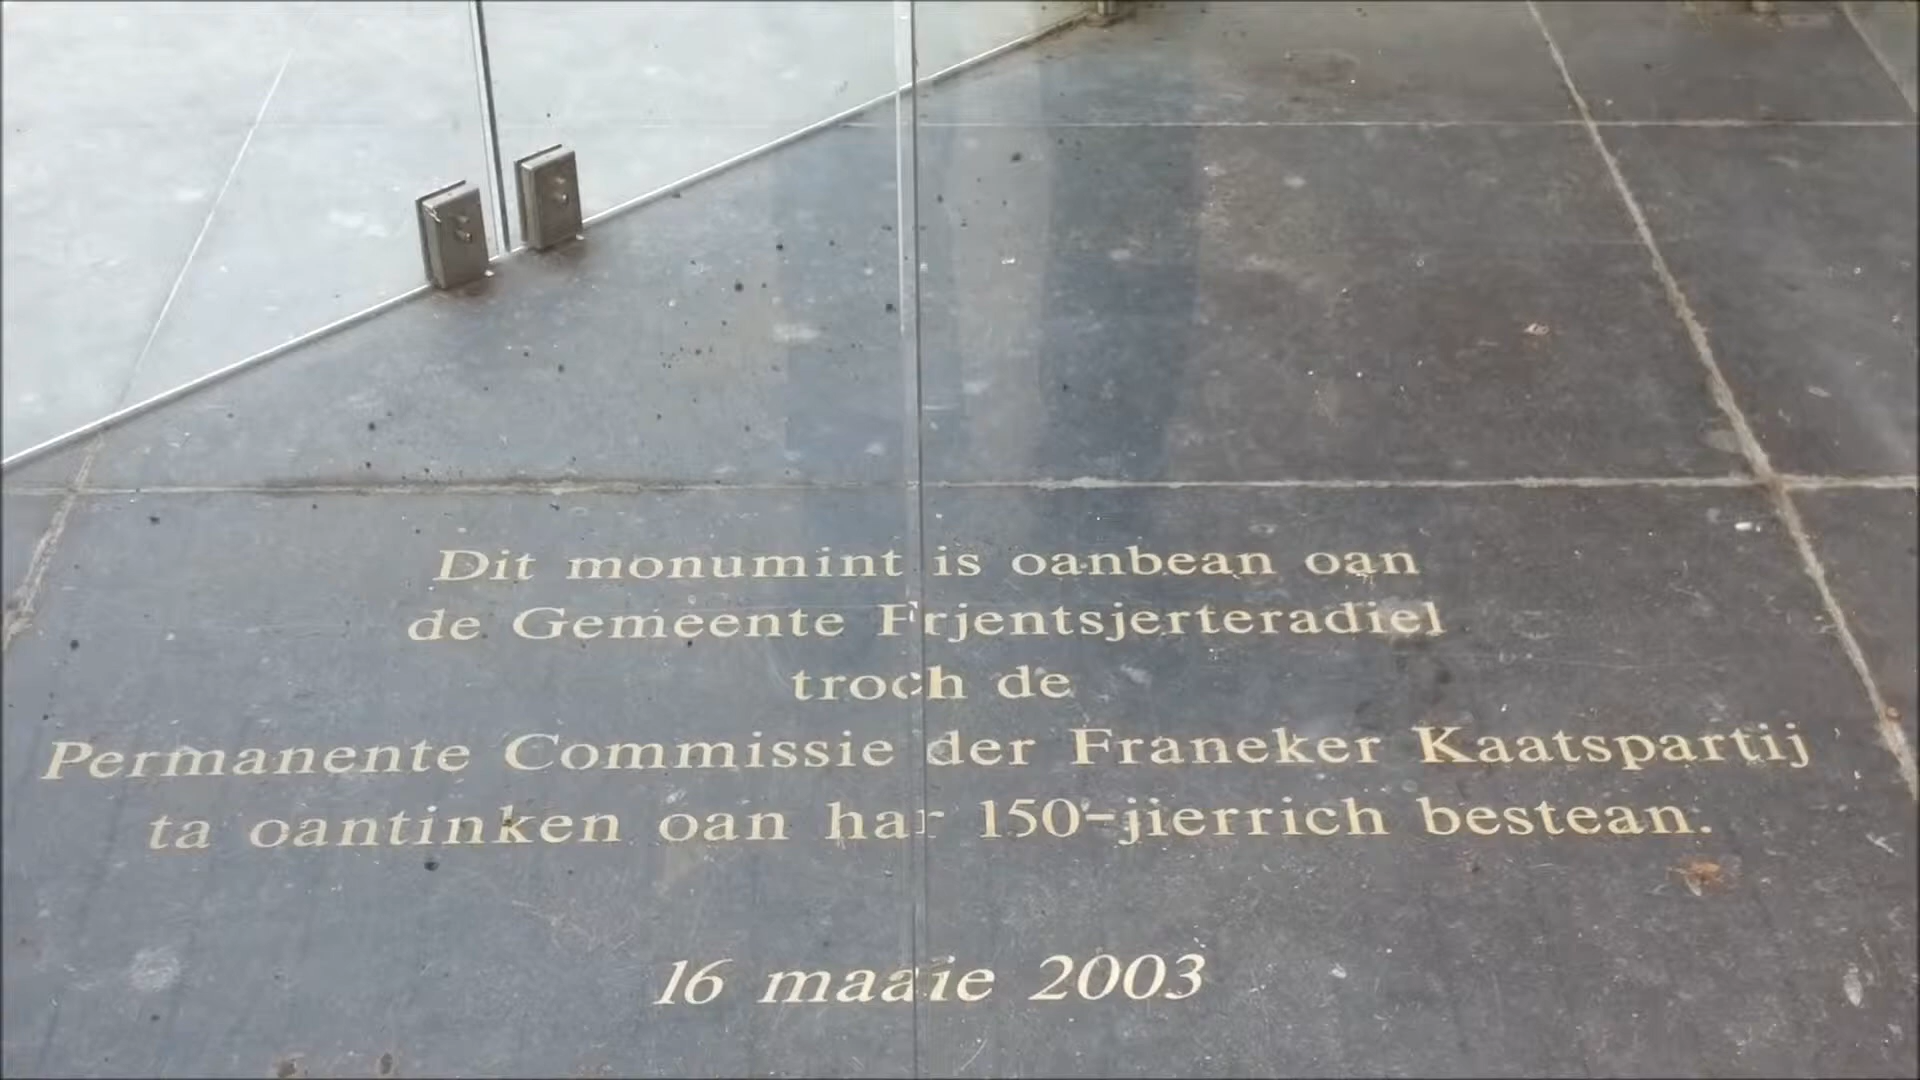 Dit monumint is oanbean oan
de Gemeente Frjentsjerteradiel
troch de
Permanente Commissie der Franeker Kaatspartij
ta oantinken oan har 150-jierrich bestean.
16 maaie 2003